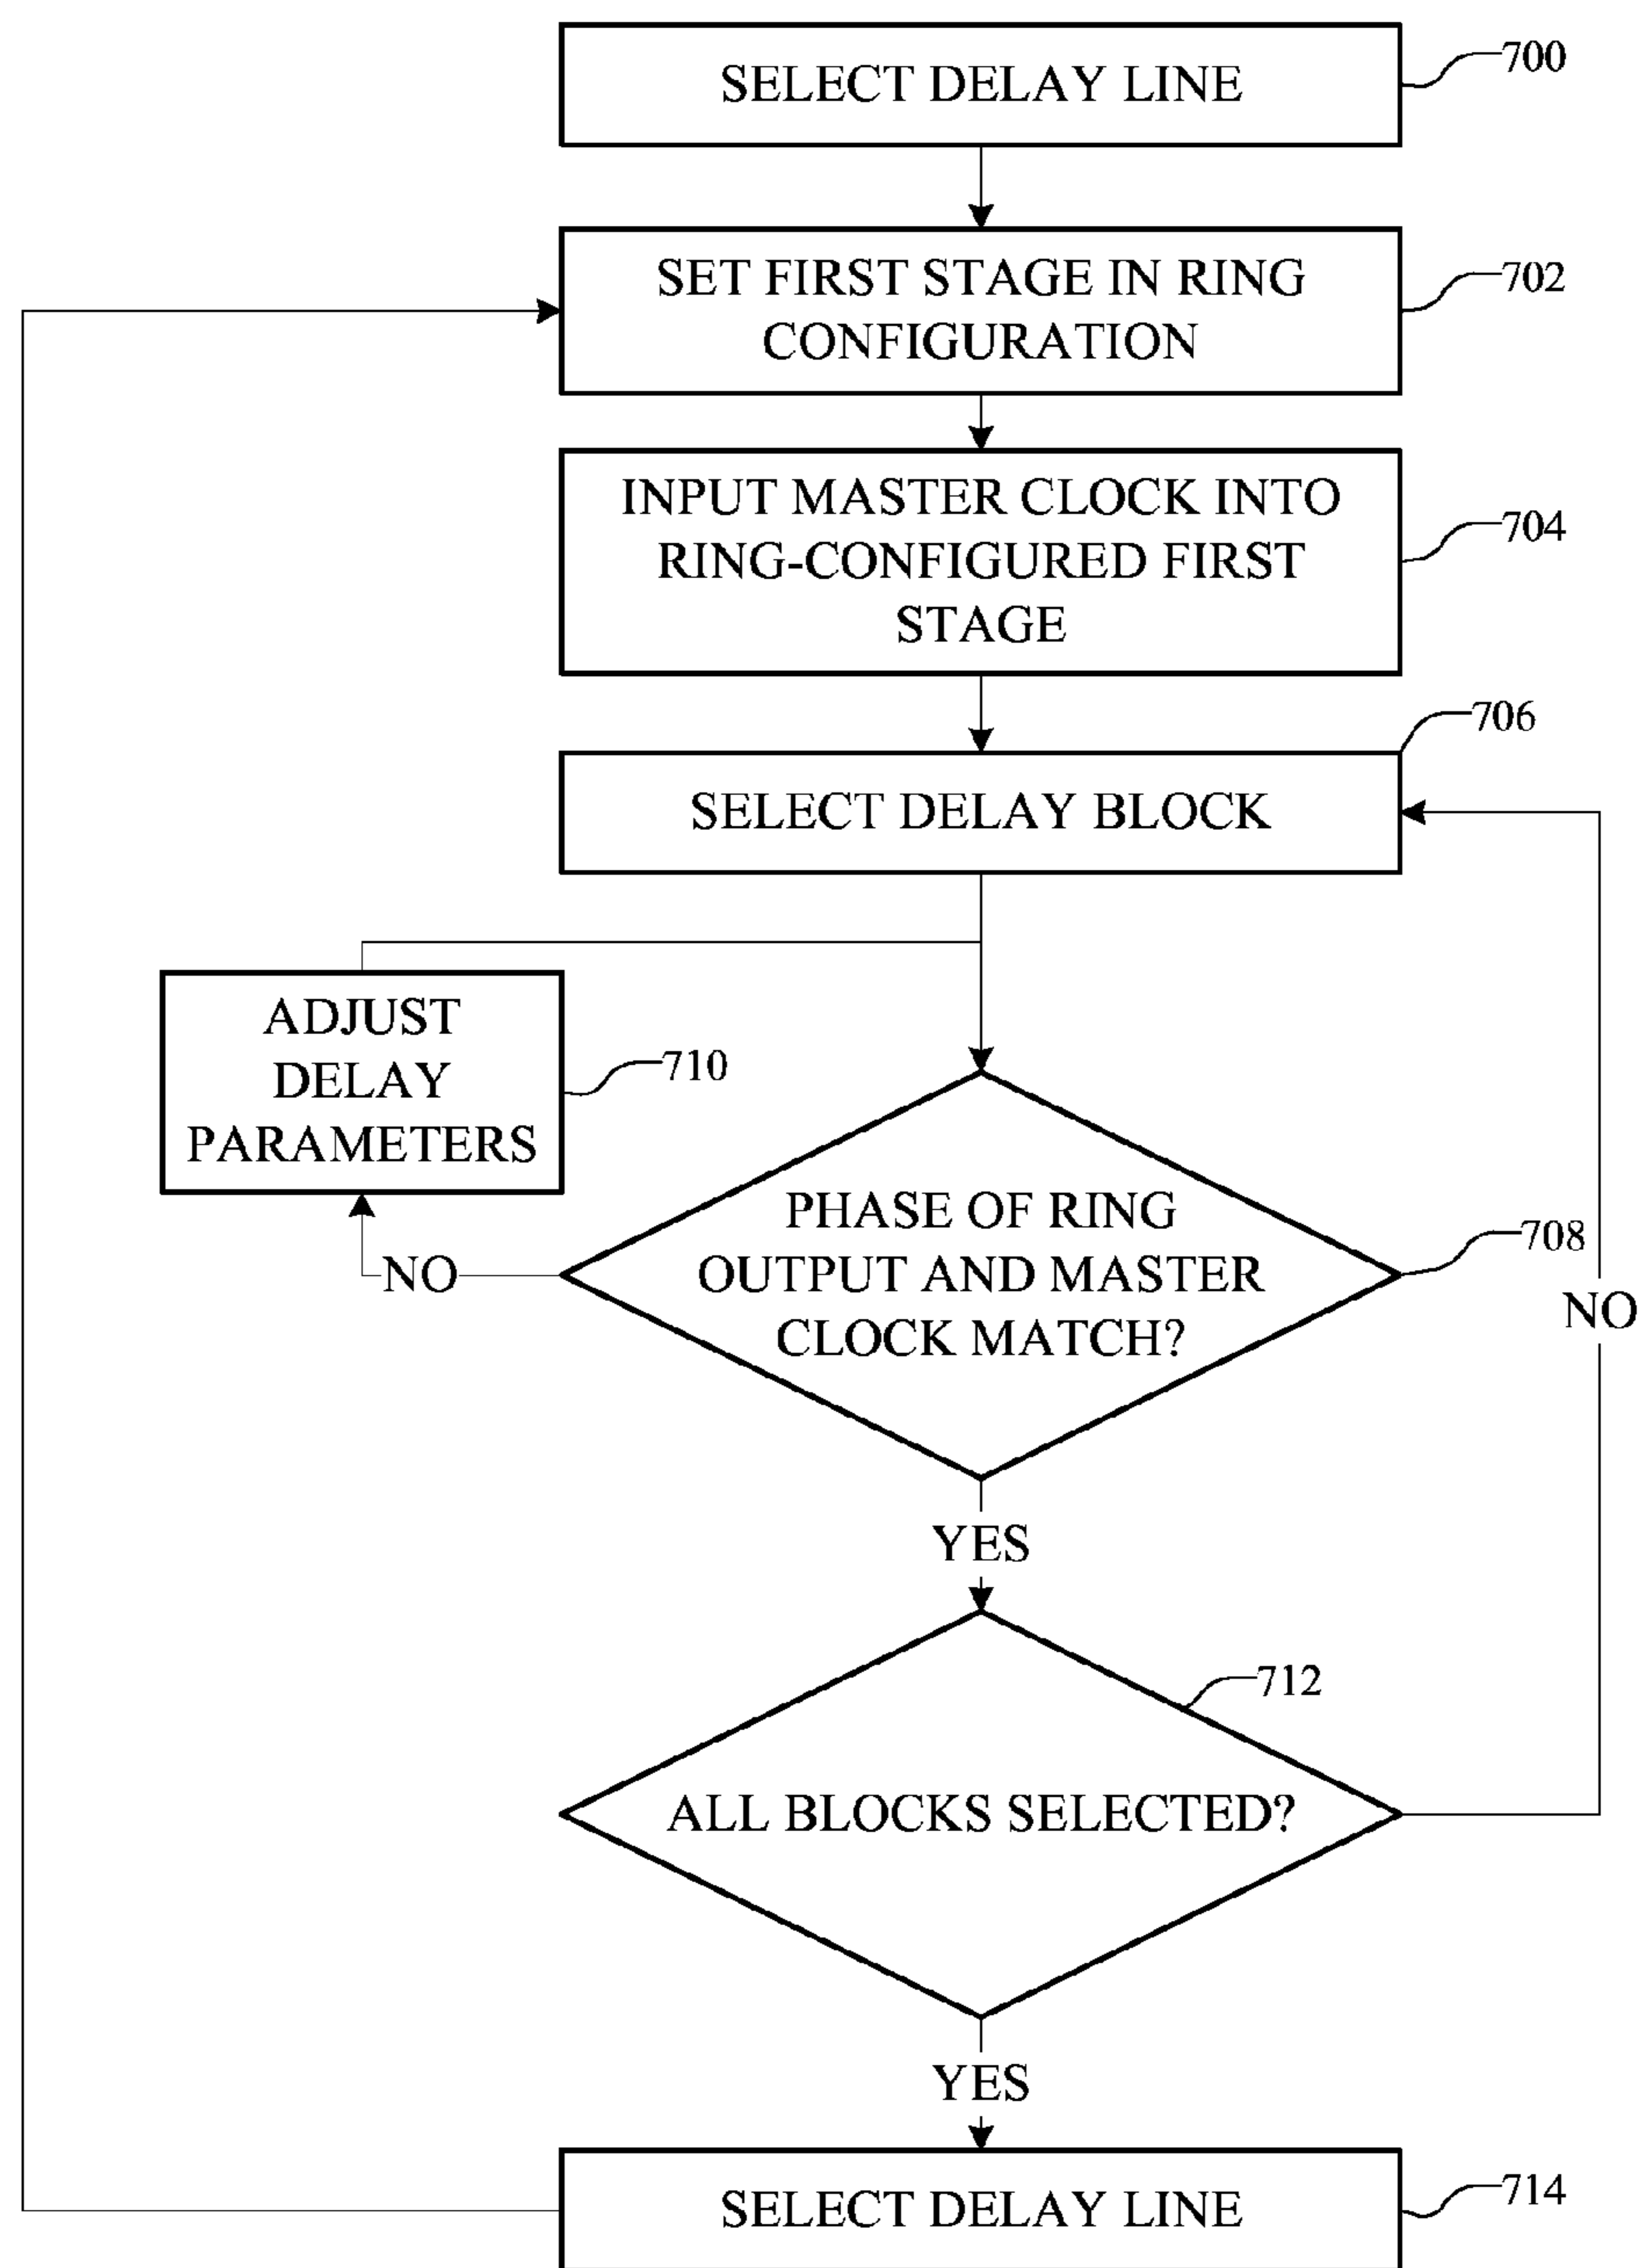 SELECT DELAY LINE
700
SET FIRST STAGE IN RING
CONFIGURATION
702
INPUT MASTER CLOCK INTO
RING-CONFIGURED FIRST
STAGE
704
706
SELECT DELAY BLOCK
ADJUST
DELAY
PARAMETERS
710
PHASE OF RING
OUTPUT AND MASTER
CLOCK MATCH?
708
NO
NO
YES
712
ALL BLOCKS SELECTED?
YES
SELECT DELAY LINE
714